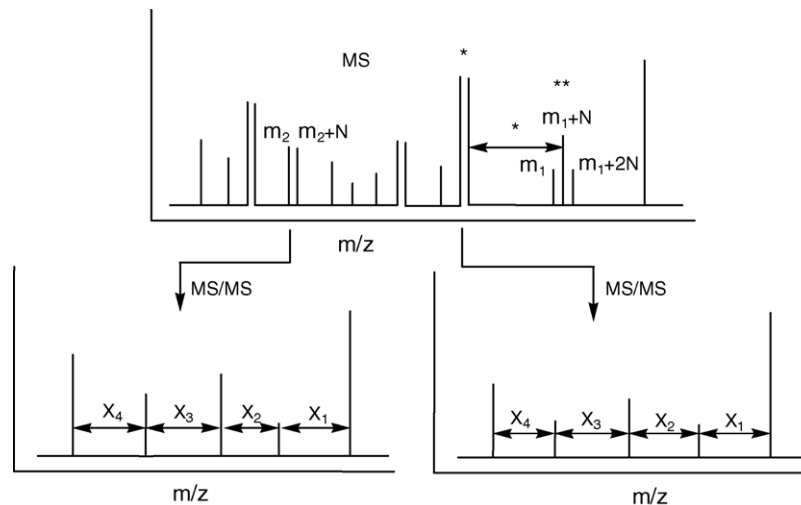 *
MS
**
m₁+N
m₂ m₂+N
*
m₁
m₁+2N
m/z
MS/MS
MS/MS
X₄ X₃ X₂ X₁
X₄ X₃ X₂ X₁
m/z
m/z